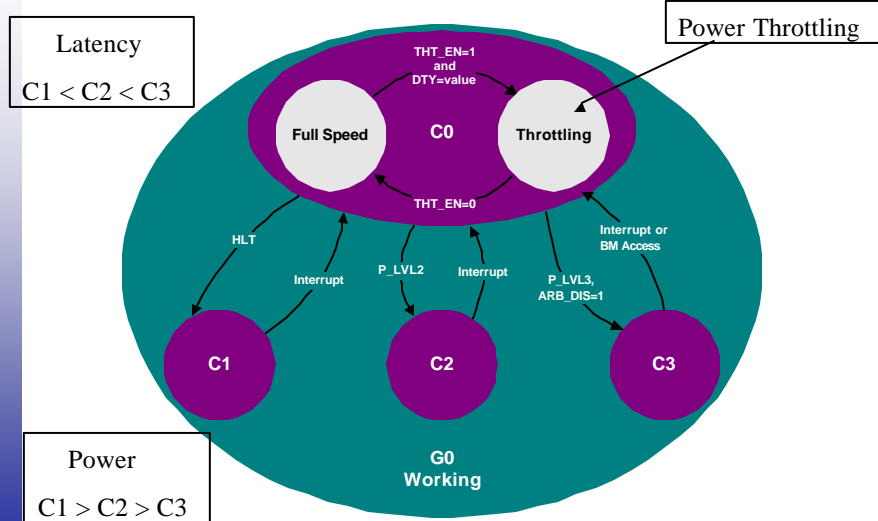 Latency
C1 < C2 < C3
Power Throttling
THT_EN=1
and
DTY=value
Full Speed
C0
Throttling
THT_EN=0
HLT
Interrupt
P_LVL2
Interrupt
P_LVL3,
ARB_DIS=1
Interrupt or
BM Access
C1
C2
C3
G0
Working
Power
C1 > C2 > C3